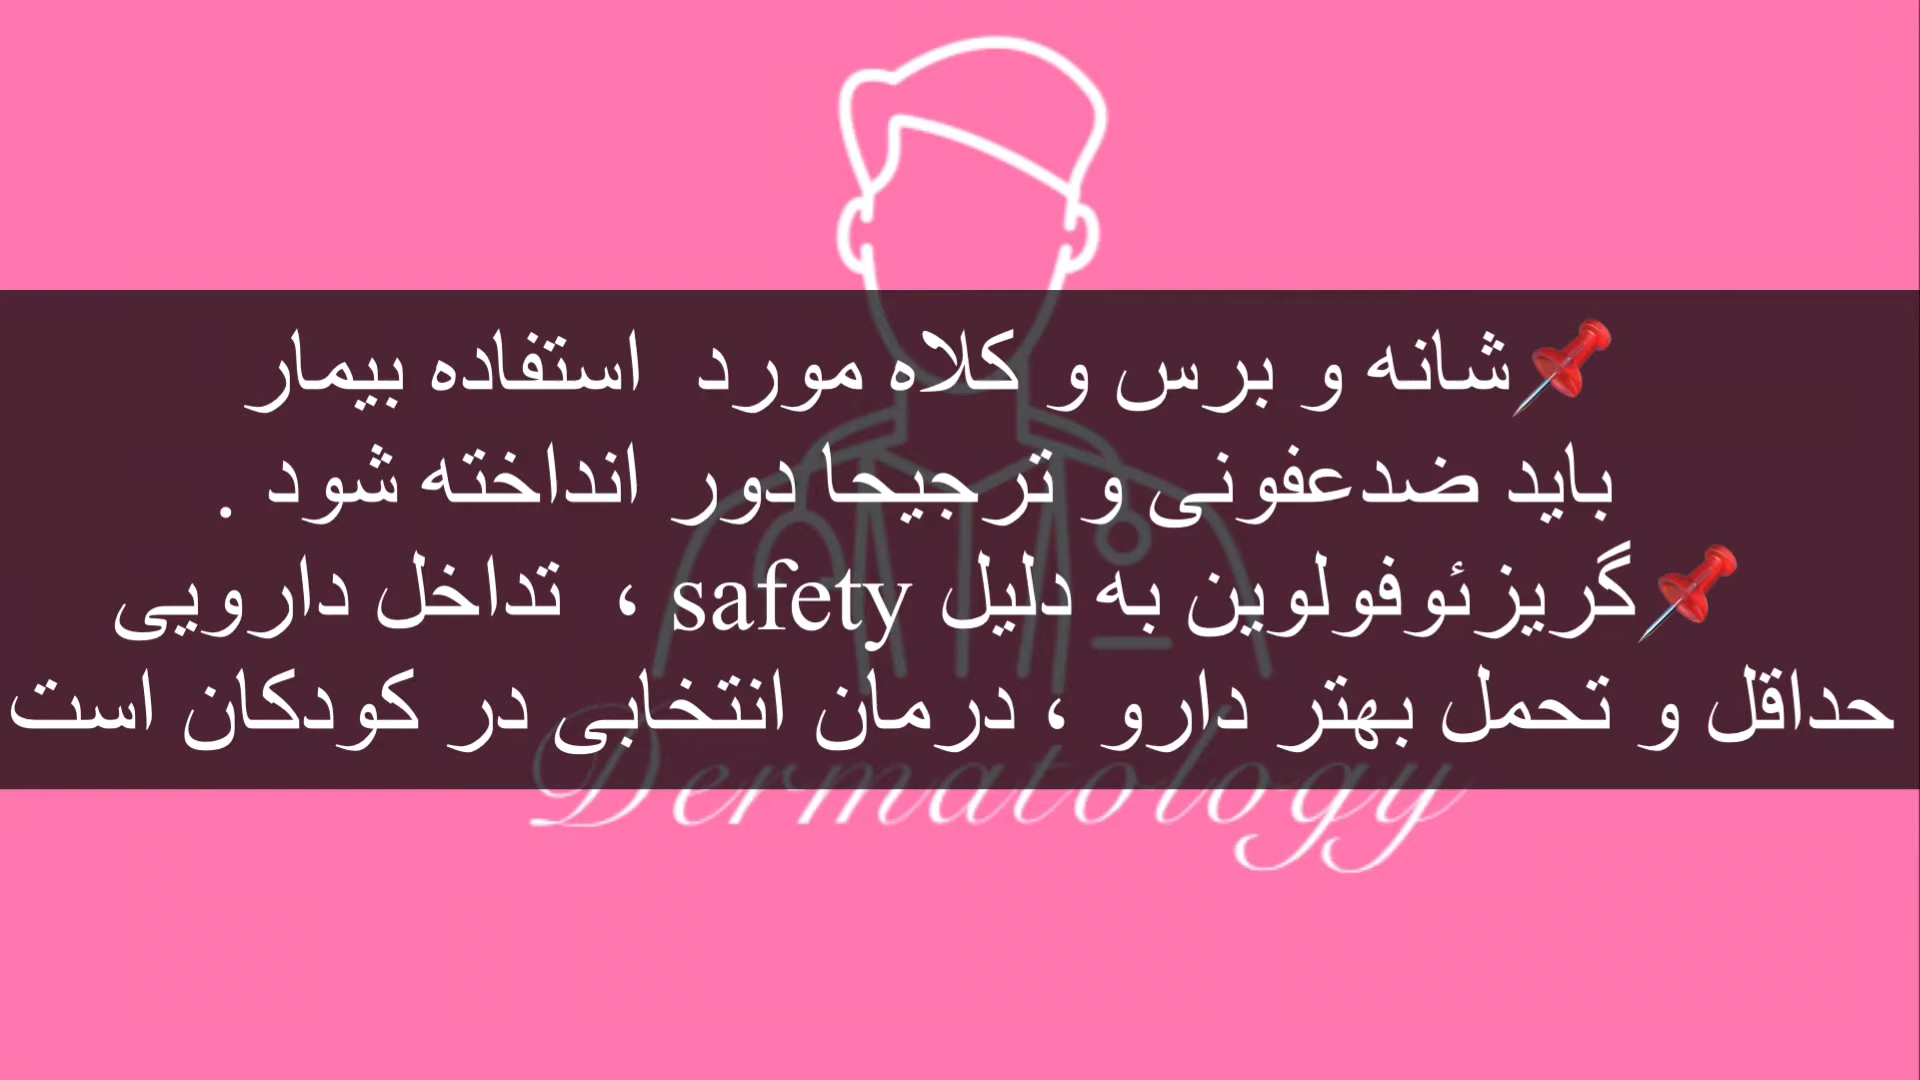 📌شانه و برس و کلاه مورد استفاده بیمار
باید ضدعفونی و ترجیحا دور انداخته شود .
📌گریزئوفولوین به دلیل safety ، تداخل دارویی
حداقل و تحمل بهتر دارو ، درمان انتخابی در کودکان است
Dermatology